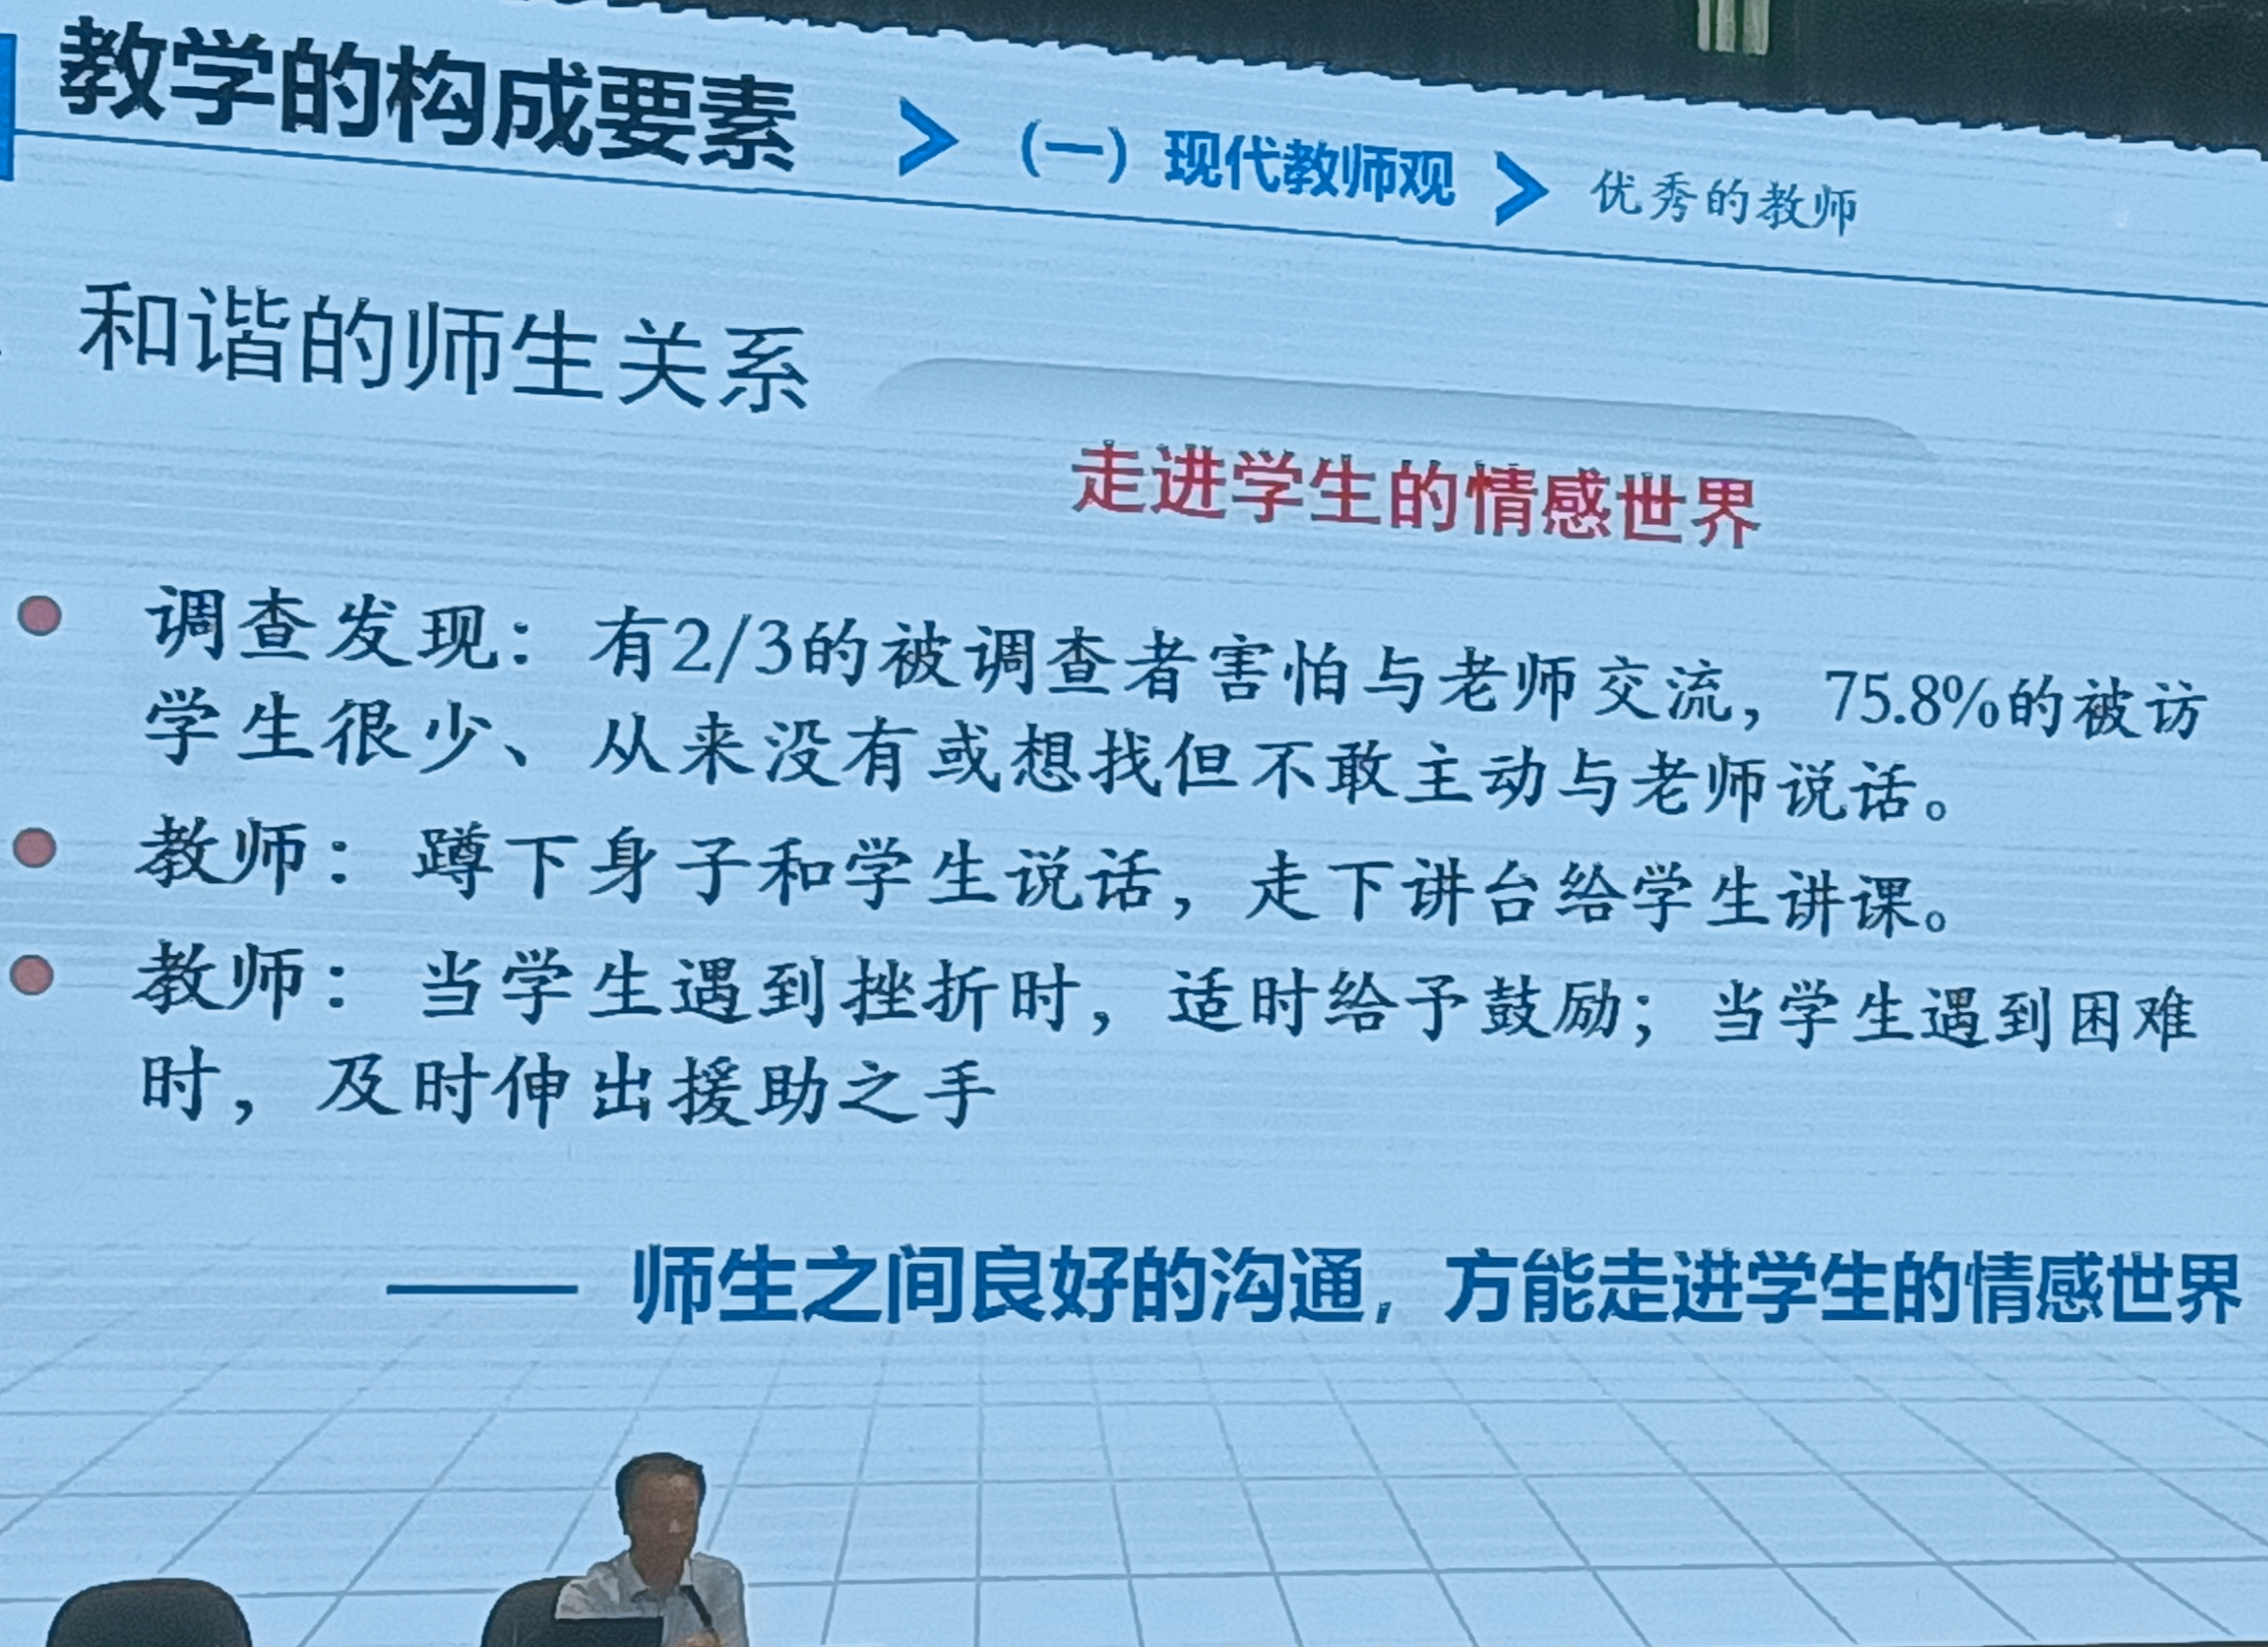 教学的构成要素 > （一）现代教师观 > 优秀的教师
和谐的师生关系
走进学生的情感世界
● 调查发现：有2/3的被调查者害怕与老师交流，75.8%的被访
学生很少、从来没有或想找但不敢主动与老师说话。
● 教师：蹲下身子和学生说话，走下讲台给学生讲课。
● 教师：当学生遇到挫折时，适时给予鼓励；当学生遇到困难
时，及时伸出援助之手
—— 师生之间良好的沟通，方能走进学生的情感世界